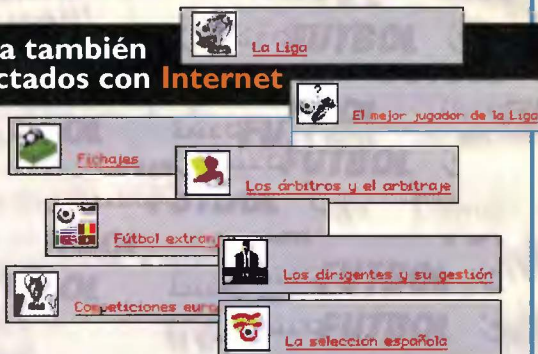 a también
ctados con Internet
La Liga
El mejor jugador de la Liga
Fichajes
Los árbitros y el arbitraje
Fútbol extran
Los dirigentes y su gestión
Competiciones euro
La selección española